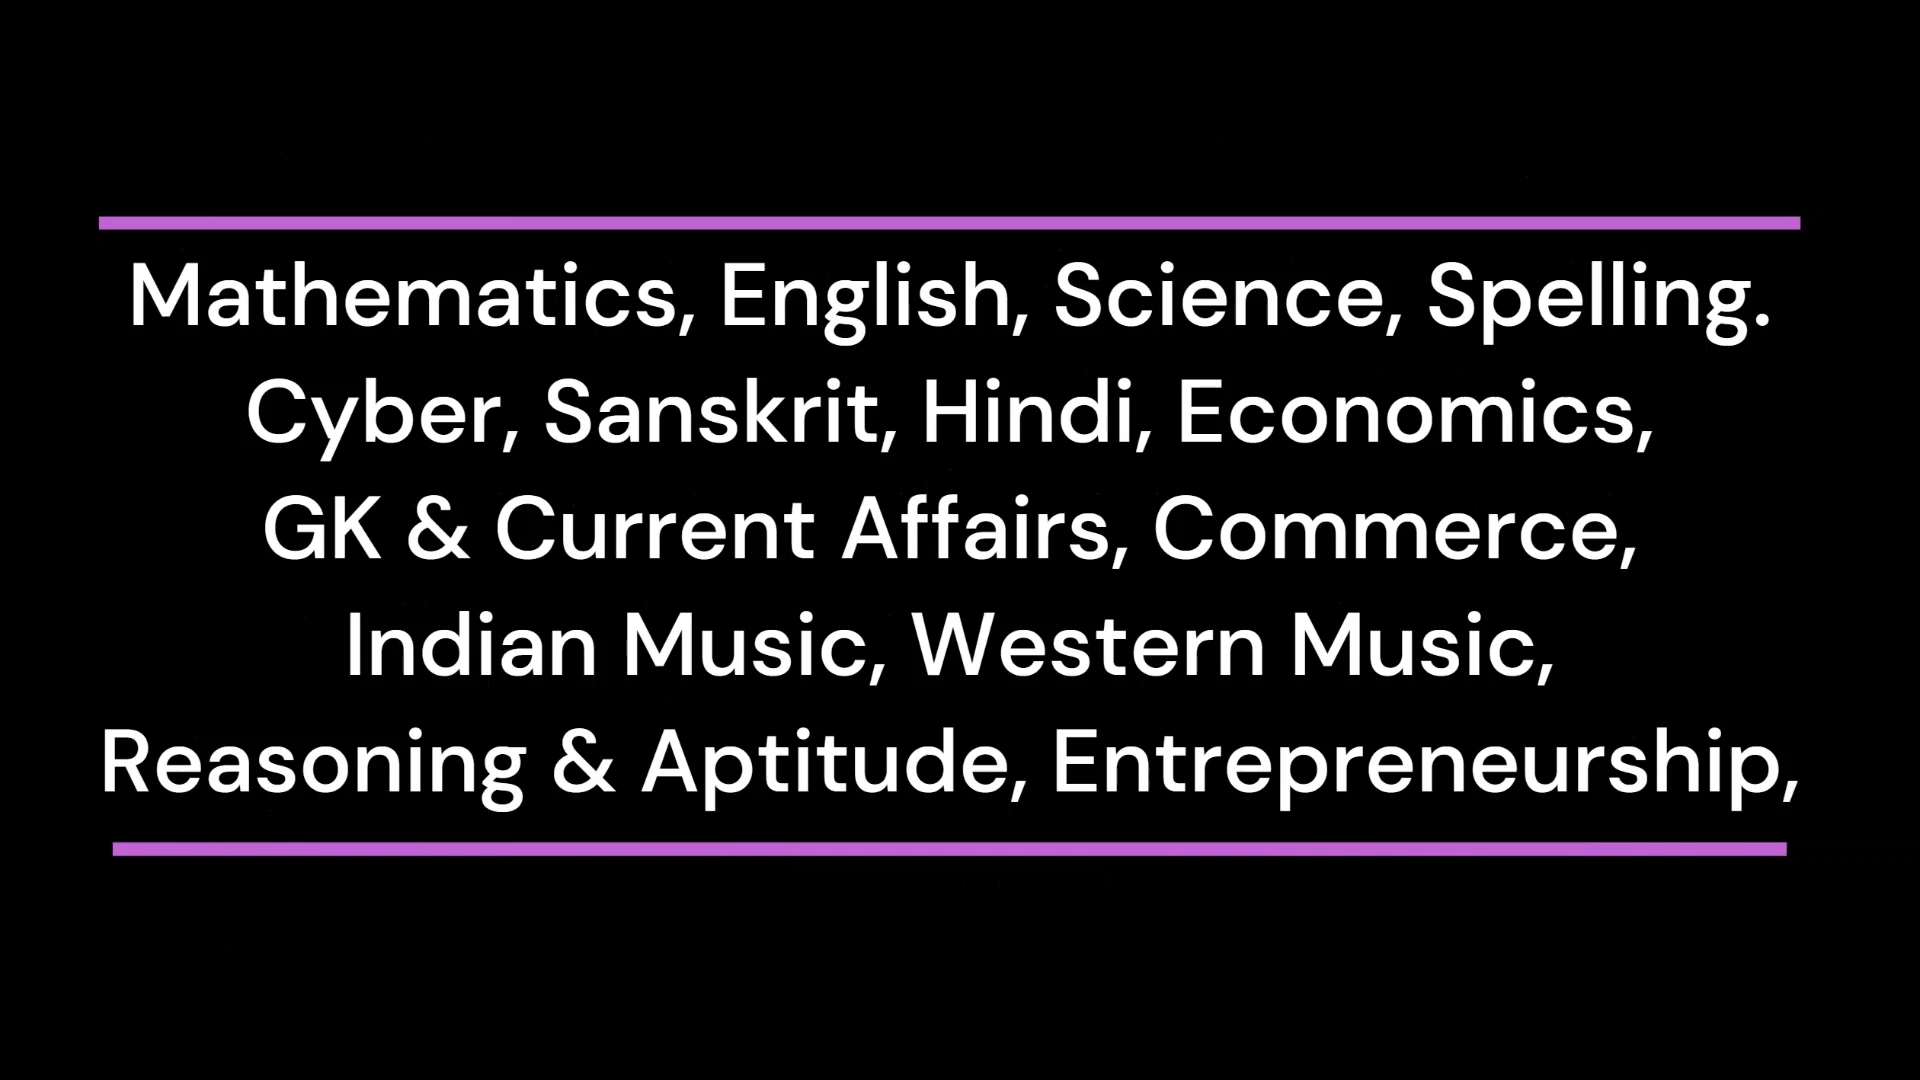 Mathematics, English, Science, Spelling.
Cyber, Sanskrit, Hindi, Economics,
GK & Current Affairs, Commerce,
Indian Music, Western Music,
Reasoning & Aptitude, Entrepreneurship,